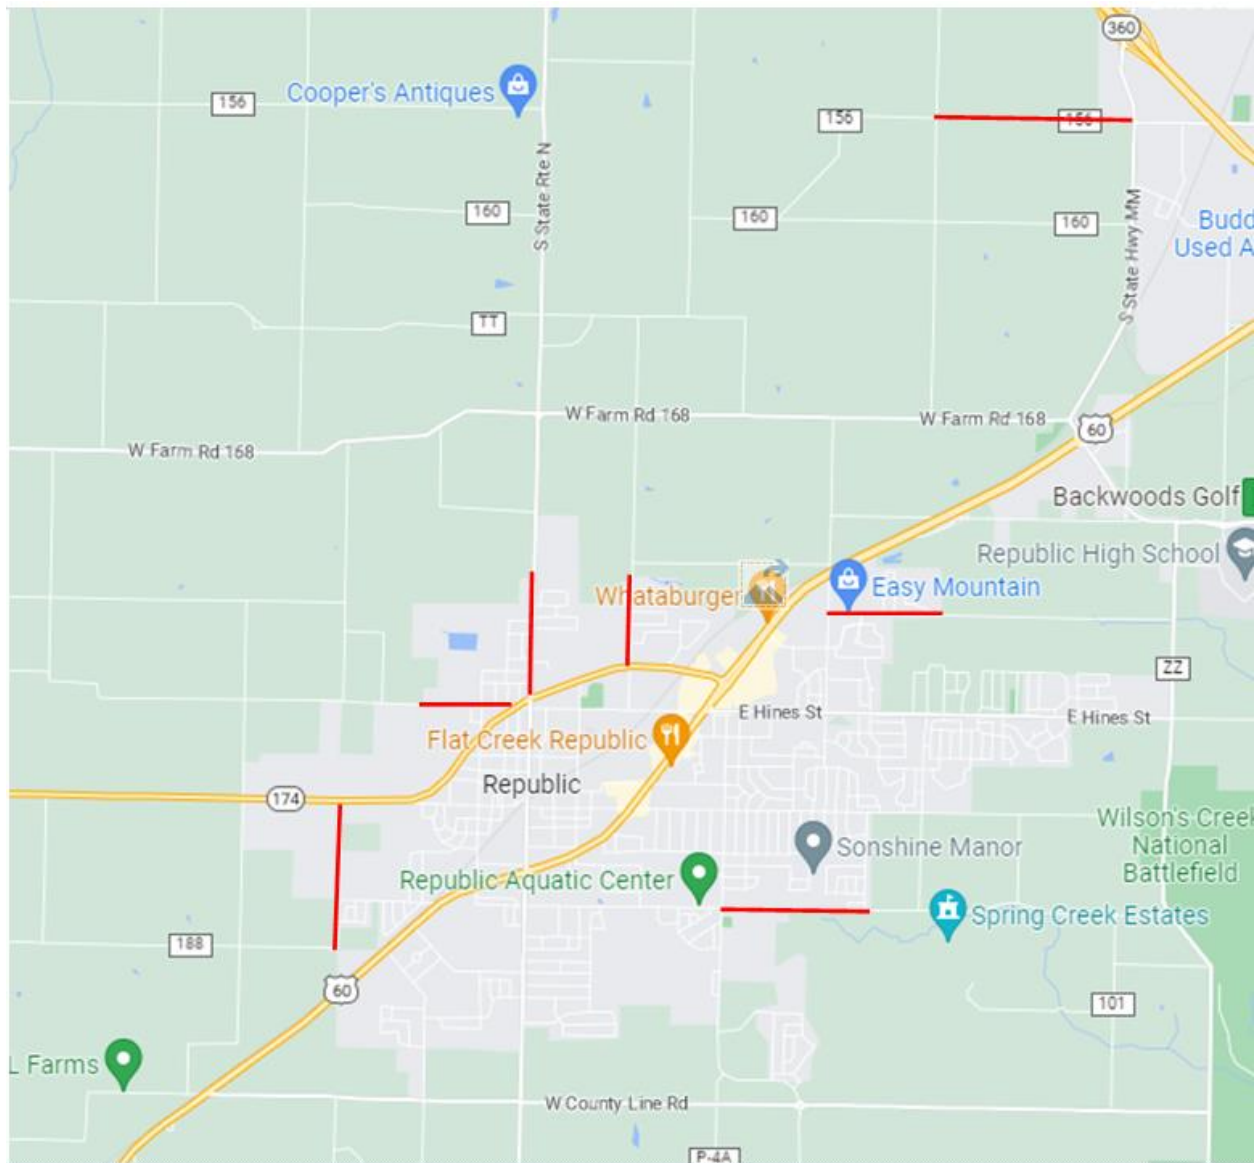 360
Cooper's Antiques
156
156
156
S State Rte N
160
160
160
S State Hwy MM
Budd
Used A
TT
W Farm Rd 168
W Farm Rd 168
W Farm Rd 168
60
Backwoods Golf
Republic High School
Whataburger
Easy Mountain
ZZ
E Hines St
E Hines St
Flat Creek Republic
Republic
174
Wilson's Creek
National
Battlefield
Sonshine Manor
Republic Aquatic Center
Spring Creek Estates
188
60
101
L Farms
W County Line Rd
P-4A